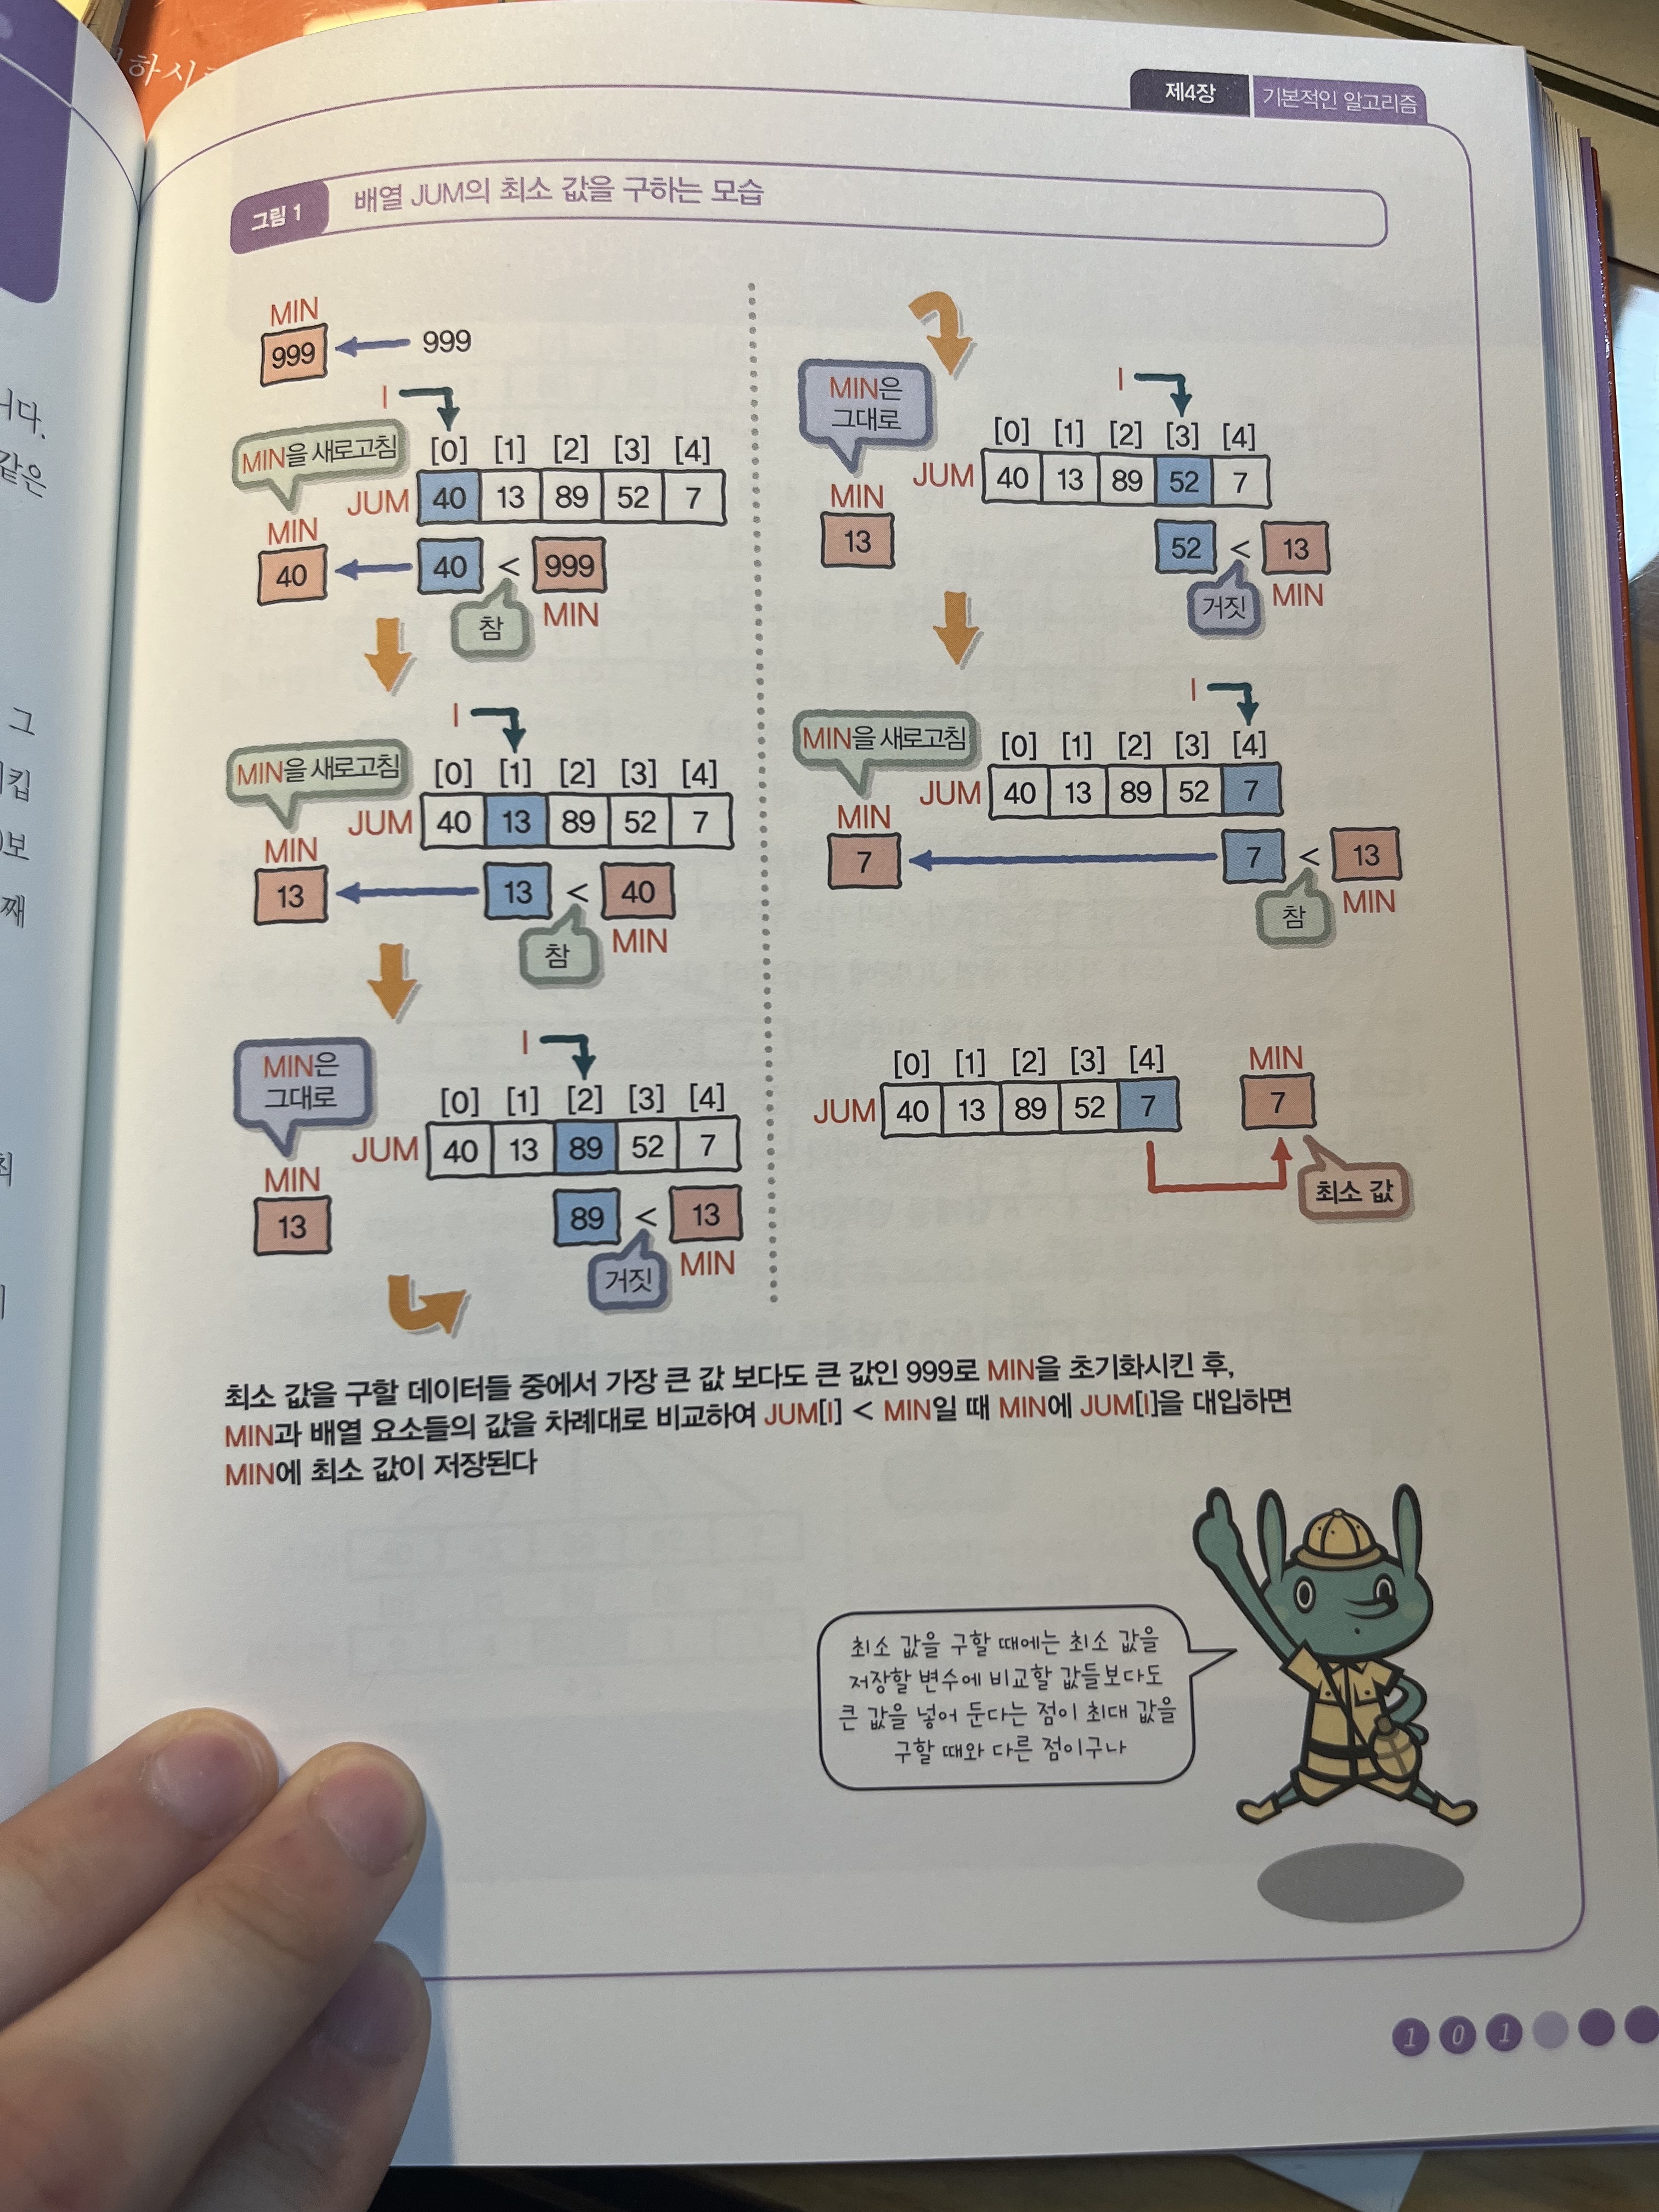 하시
니다.
같은
그
키킵
보
째
제4장 기본적인 알고리즘
그림 1 배열 JUM의 최소 값을 구하는 모습
MIN
999 999
I
MIN을 새로고침
[0] [1] [2] [3] [4]
JUM 40 13 89 52 7
MIN
40 40 < 999
참 MIN
I
MIN을 새로고침
[0] [1] [2] [3] [4]
JUM 40 13 89 52 7
MIN
13 13 < 40
참 MIN
I
MIN은
그대로
[0] [1] [2] [3] [4]
JUM 40 13 89 52 7
MIN
13 89 < 13
거짓 MIN
I
MIN은
그대로
[0] [1] [2] [3] [4]
JUM 40 13 89 52 7
MIN
13 52 < 13
거짓 MIN
I
MIN을 새로고침
[0] [1] [2] [3] [4]
JUM 40 13 89 52 7
MIN
7 7 < 13
참 MIN
[0] [1] [2] [3] [4] MIN
JUM 40 13 89 52 7 7
최소 값
최소 값을 구할 데이터들 중에서 가장 큰 값 보다도 큰 값인 999로 MIN을 초기화시킨 후,
MIN과 배열 요소들의 값을 차례대로 비교하여 JUM[I] < MIN일 때 MIN에 JUM[I]을 대입하면
MIN에 최소 값이 저장된다
최소 값을 구할 때에는 최소 값을
저장할 변수에 비교할 값들보다도
큰 값을 넣어 둔다는 점이 최대 값을
구할 때와 다른 점이구나
101